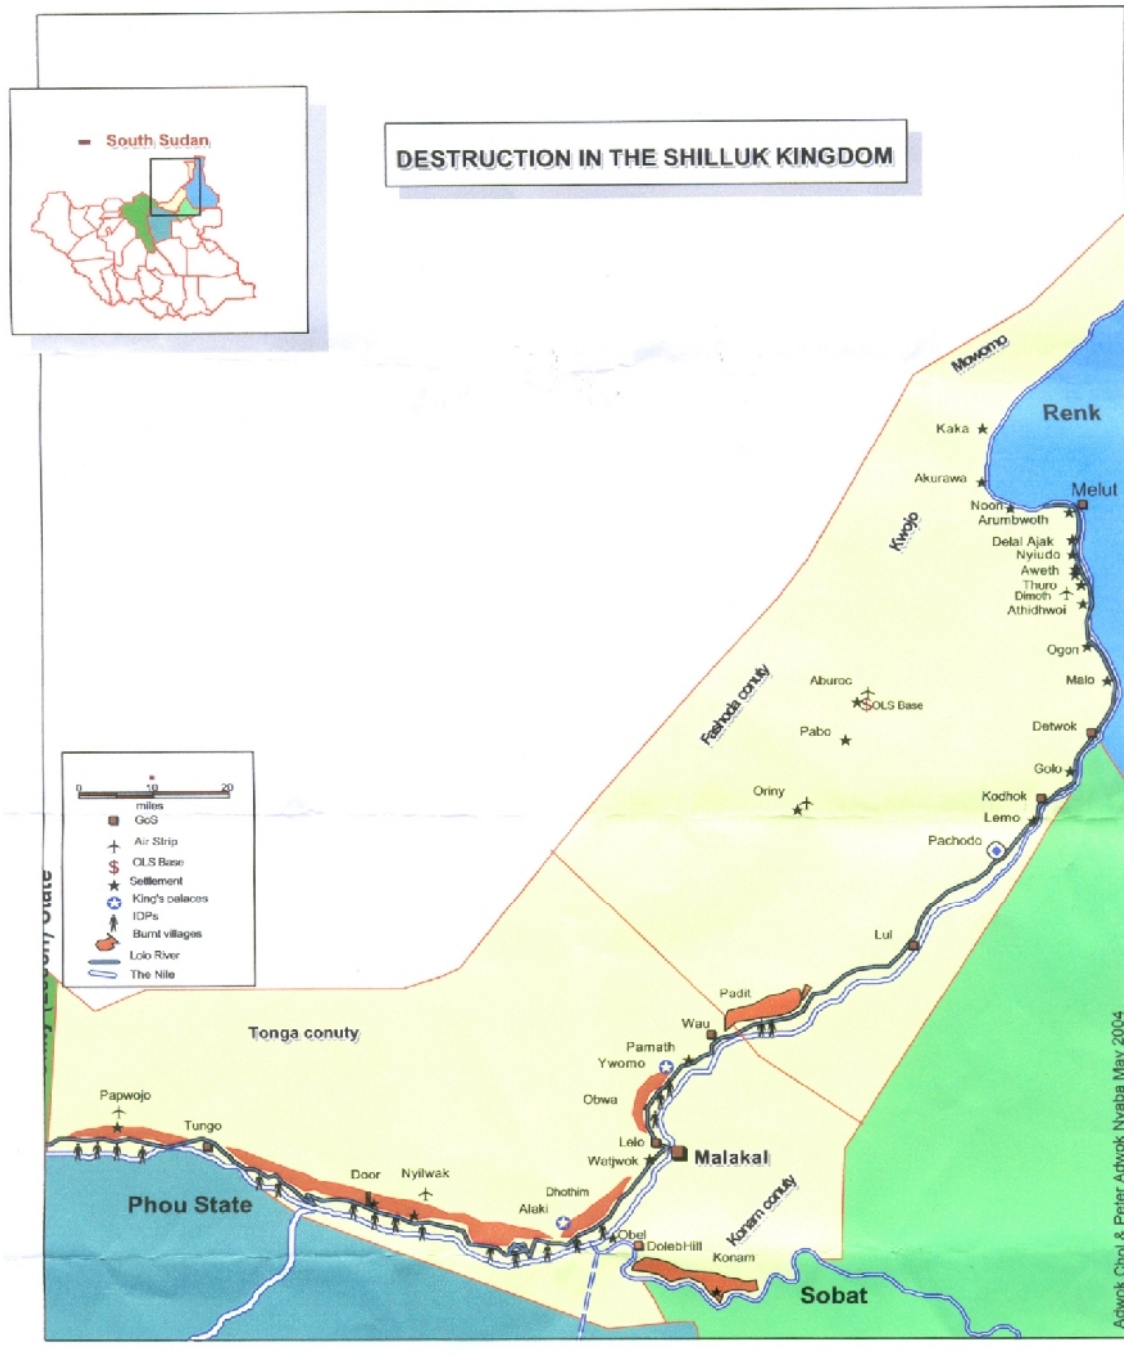 South Sudan
DESTRUCTION IN THE SHILLUK KINGDOM
Mowomo
Renk
Kaka
Akurawa
Melut
Noon
Arumbwoth
Kwojo
Delal Ajak
Nyiudo
Aweth
Thuro
Dimoth
Athidhwoi
Ogon
Malo
Fashoda conuty
Aburoc
OLS Base
Pabo
Detwok
Golo
Oriny
Kodhok
Lemo
Pachodo
0 10 20
miles
GoS
Air Strip
OLS Base
Settlement
King's palaces
IDPs
Burnt villages
Lolo River
The Nile
State
Lul
Padit
Wau
Tonga conuty
Pamath
Ywomo
Papwojo
Obwa
Tungo
Lelo
Malakal
Watjwok
Door
Nyilwak
Dhothim
Alaki
Phou State
Konam conuty
Obel
DolebHill
Konam
Sobat
Adwok Chol & Peter Adwok Nyaba May 2004